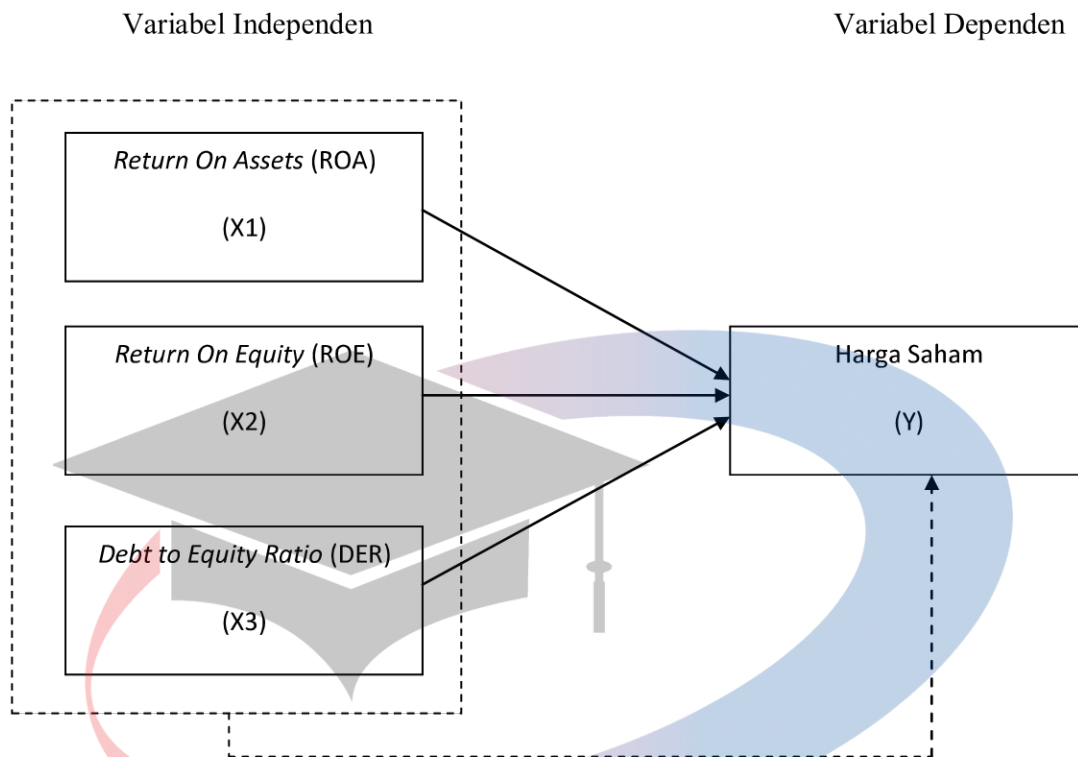 Variabel Independen
Variabel Dependen
Return On Assets (ROA)
(X1)
Return On Equity (ROE)
(X2)
Debt to Equity Ratio (DER)
(X3)
Harga Saham
(Y)